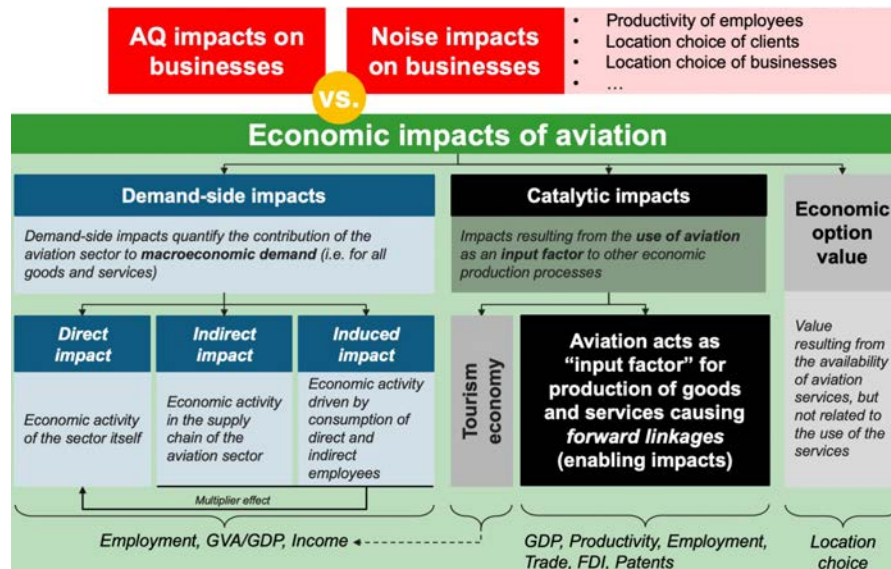 AQ impacts on
businesses
Noise impacts
on businesses
• Productivity of employees
• Location choice of clients
• Location choice of businesses
• …
vs.
Economic impacts of aviation
Demand-side impacts
Demand-side impacts quantify the contribution of the
aviation sector to macroeconomic demand (i.e. for all
goods and services)
Catalytic impacts
Impacts resulting from the use of aviation
as an input factor to other economic
production processes
Economic
option
value
Direct
impact
Economic activity
of the sector itself
Indirect
impact
Economic activity
in the supply
chain of the
aviation sector
Induced
impact
Economic activity
driven by
consumption of
direct and
indirect
employees
Multiplier effect
Tourism
economy
Aviation acts as
“input factor” for
production of goods
and services causing
forward linkages
(enabling impacts)
Value
resulting from
the availability
of aviation
services, but
not related to
the use of the
services
Employment, GVA/GDP, Income
GDP, Productivity, Employment,
Trade, FDI, Patents
Location
choice